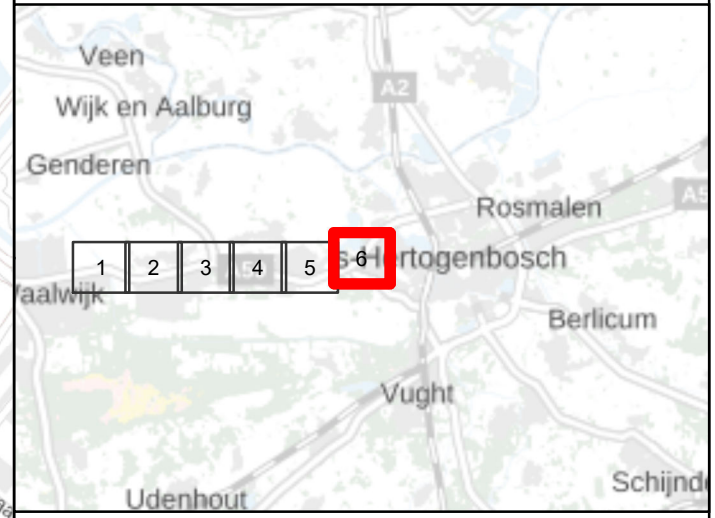 Veen
A2
Wijk en Aalburg
Genderen
A5
Rosmalen
1 2 3 4 5 6
s-Hertogenbosch
aalwijk
Berlicum
Vught
Schijnd
Udenhout